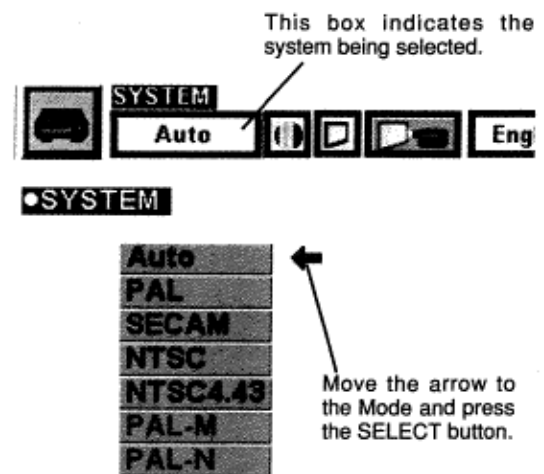 This box indicates the
system being selected.
SYSTEM
Auto
Eng
●SYSTEM
Auto
PAL
SECAM
NTSC
NTSC4.43
PAL-M
PAL-N
Move the arrow to
the Mode and press
the SELECT button.